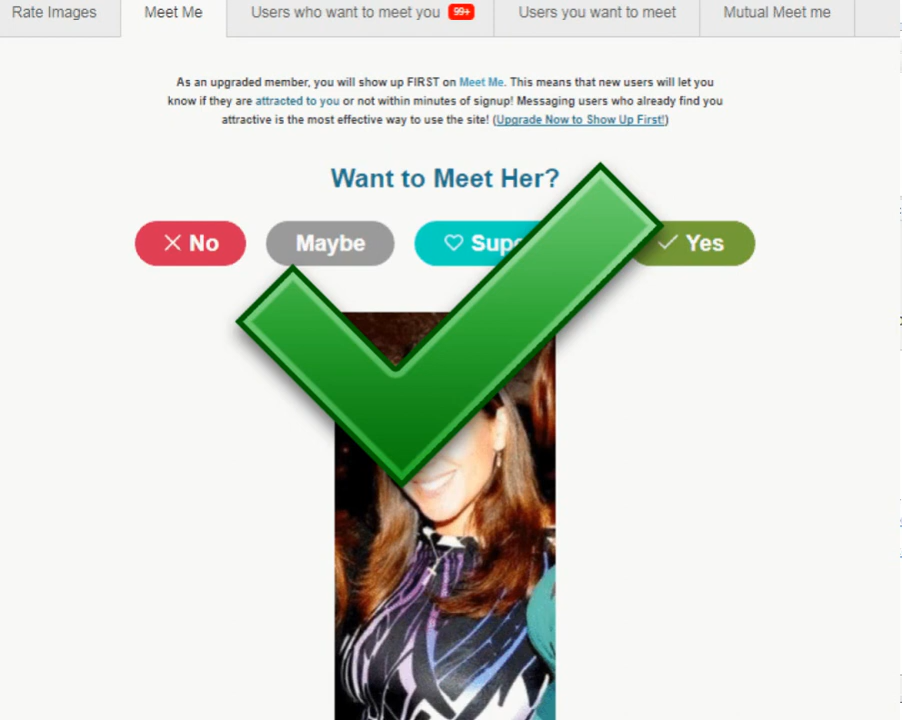 Rate Images
Meet Me
Users who want to meet you 99+
Users you want to meet
Mutual Meet me
As an upgraded member, you will show up FIRST on Meet Me. This means that new users will let you
know if they are attracted to you or not within minutes of signup! Messaging users who already find you
attractive is the most effective way to use the site! (Upgrade Now to Show Up First!)
Want to Meet Her?
No
Maybe
Yes